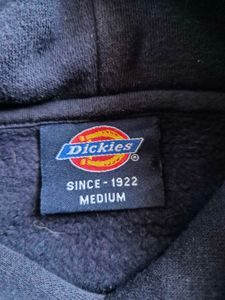 Dickies
®
SINCE - 1922
MEDIUM